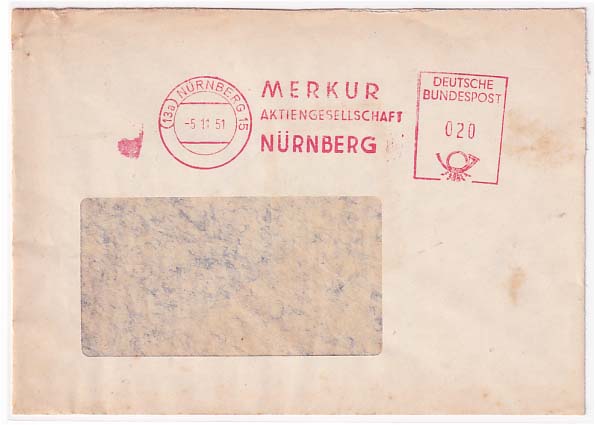 (13a) NÜRNBERG 15
-5 11 51
MERKUR
AKTIENGESELLSCHAFT
NÜRNBERG
DEUTSCHE
BUNDESPOST
020